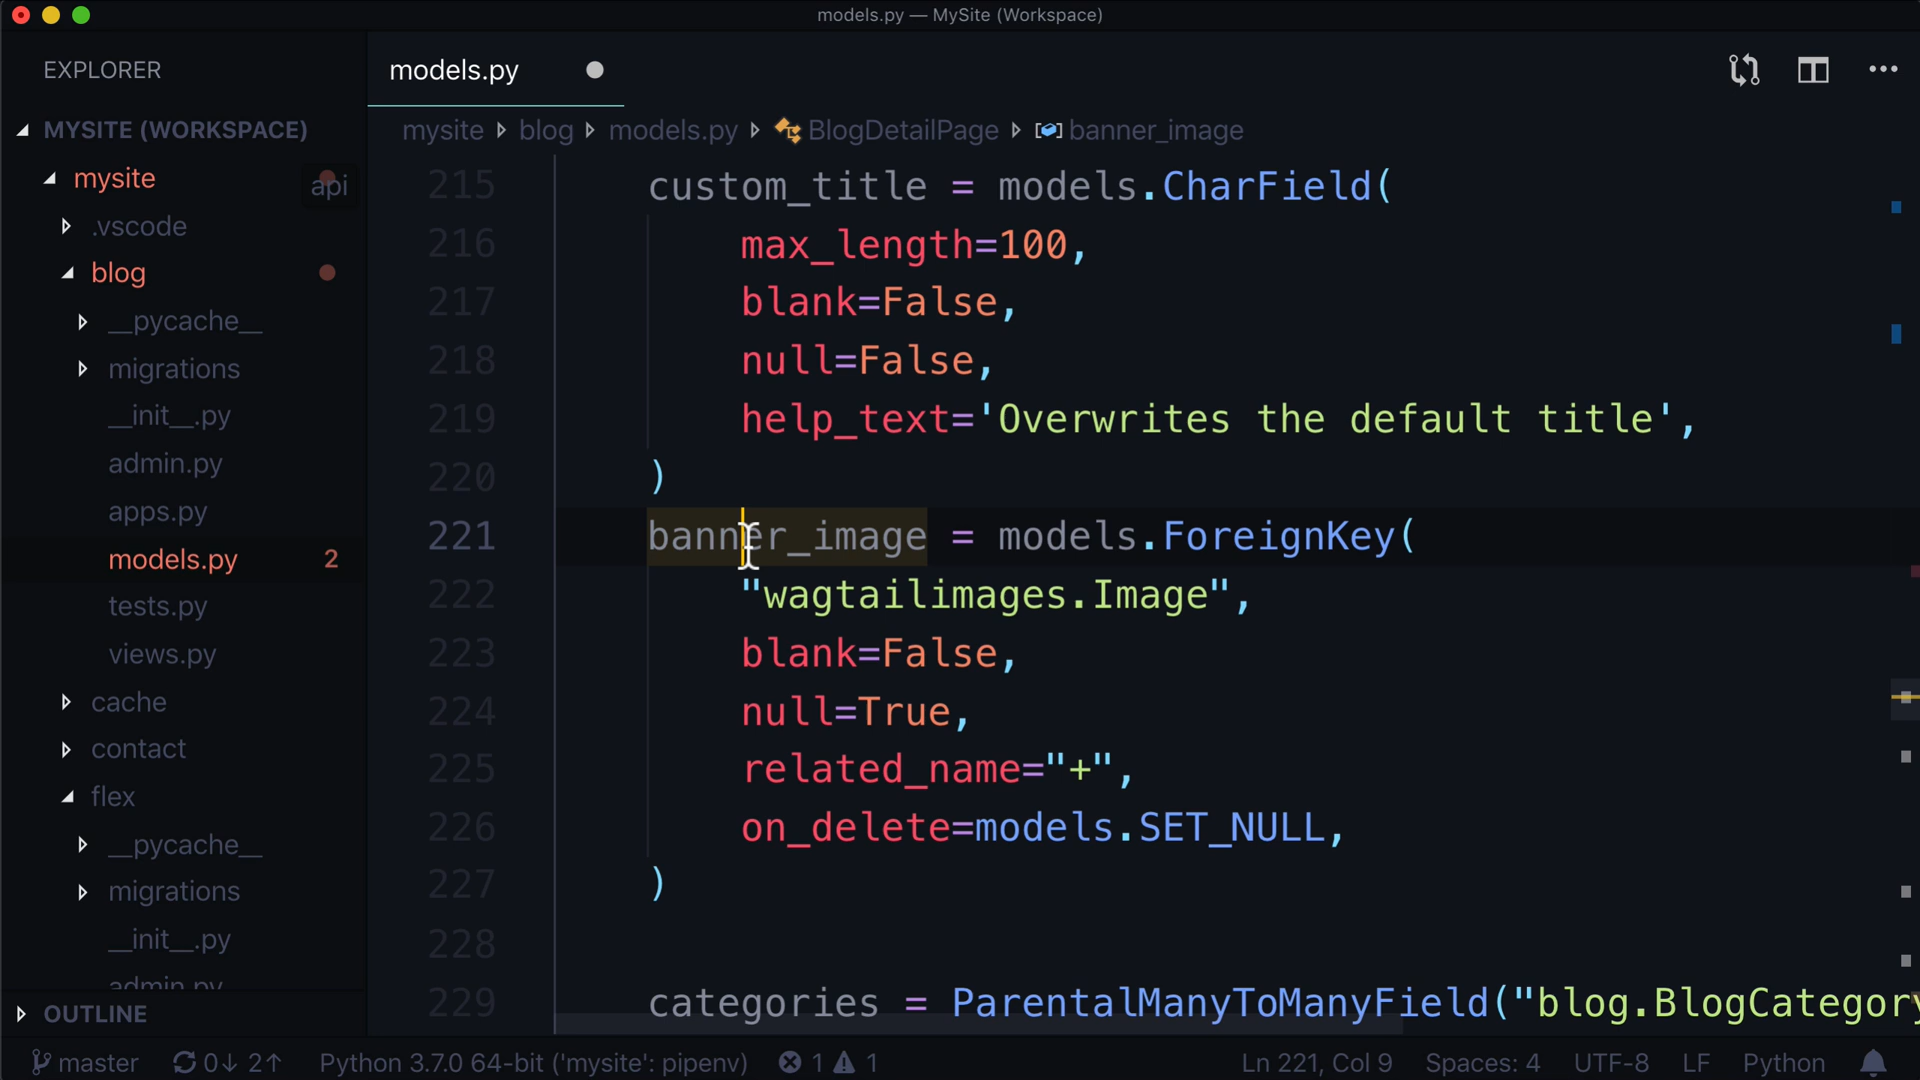 models.py — MySite (Workspace)
EXPLORER
MYSITE (WORKSPACE)
mysite
api
.vscode
blog
__pycache__
migrations
__init__.py
admin.py
apps.py
models.py 2
tests.py
views.py
cache
contact
flex
__pycache__
migrations
__init__.py
admin.py
OUTLINE
models.py
mysite blog models.py BlogDetailPage banner_image
215 custom_title = models.CharField(
216 max_length=100,
217 blank=False,
218 null=False,
219 help_text='Overwrites the default title',
220 )
221 banner_image = models.ForeignKey(
222 "wagtailimages.Image",
223 blank=False,
224 null=True,
225 related_name="+",
226 on_delete=models.SET_NULL,
227 )
228
229 categories = ParentalManyToManyField("blog.BlogCategory
master 0↓ 2↑ Python 3.7.0 64-bit ('mysite': pipenv) 1 1 Ln 221, Col 9 Spaces: 4 UTF-8 LF Python